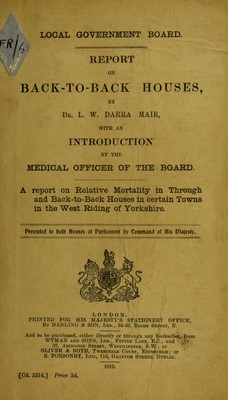 FR/6
LOCAL GOVERNMENT BOARD.
REPORT
ON
BACK-TO-BACK HOUSES,
BY
DR. L. W. DARRA MAIR,
WITH AN
INTRODUCTION
BY THE
MEDICAL OFFICER OF THE BOARD.
A report on Relative Mortality in Through
and Back-to-Back Houses in certain Towns
in the West Riding of Yorkshire.
Presented to both Houses of Parliament by Command of His Majesty.
LONDON:
PRINTED FOR HIS MAJESTY'S STATIONERY OFFICE,
BY DARLING & SON, LTD., 34-40, BACON STREET, E.
And to be purchased, either directly or through any Bookseller, from
WYMAN AND SONS, LTD., FETTER LANE, E.C., and
32, ABINGDON STREET, WESTMINSTER, S.W.; or
OLIVER & BOYD, TWEEDDALE COURT, EDINBURGH; or
E. PONSONBY, LTD., 116, GRAFTON STREET, DUBLIN.
1910.
[Cd. 5314.] Price 3d.